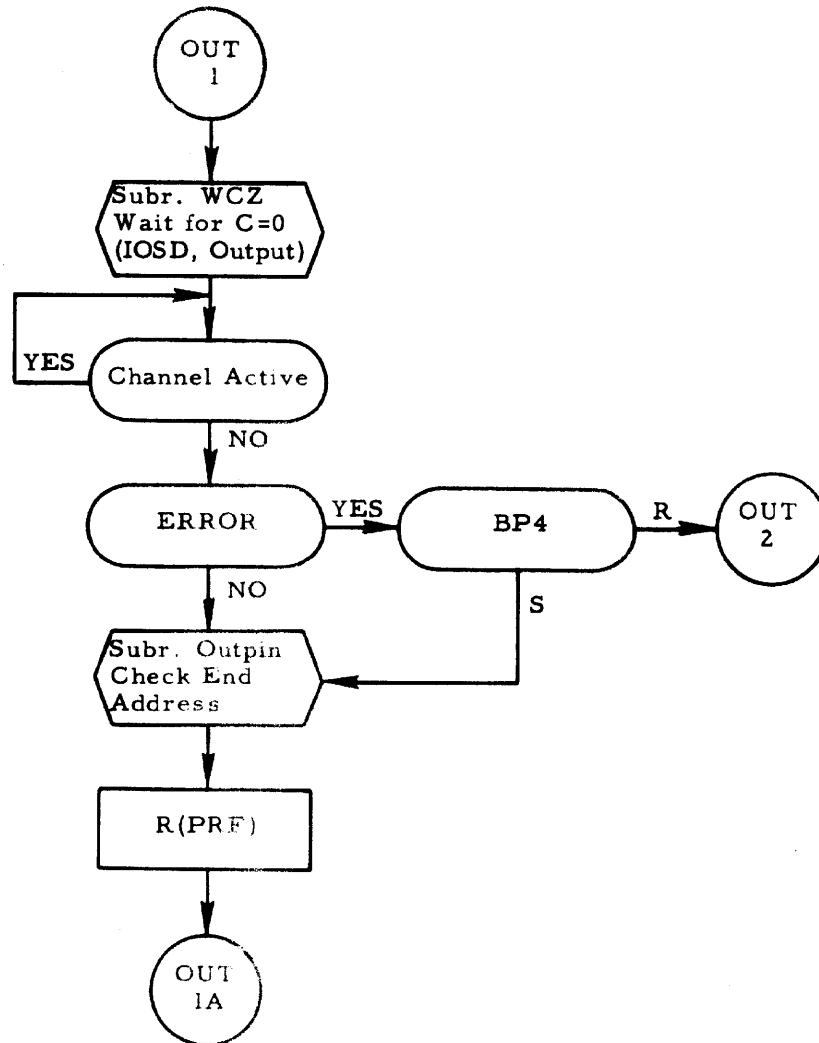 OUT
1
Subr. WCZ
Wait for C=0
(IOSD, Output)
YES
Channel Active
NO
ERROR
YES
BP4
R
OUT
2
NO
S
Subr. Outpin
Check End
Address
R(PRF)
OUT
1A